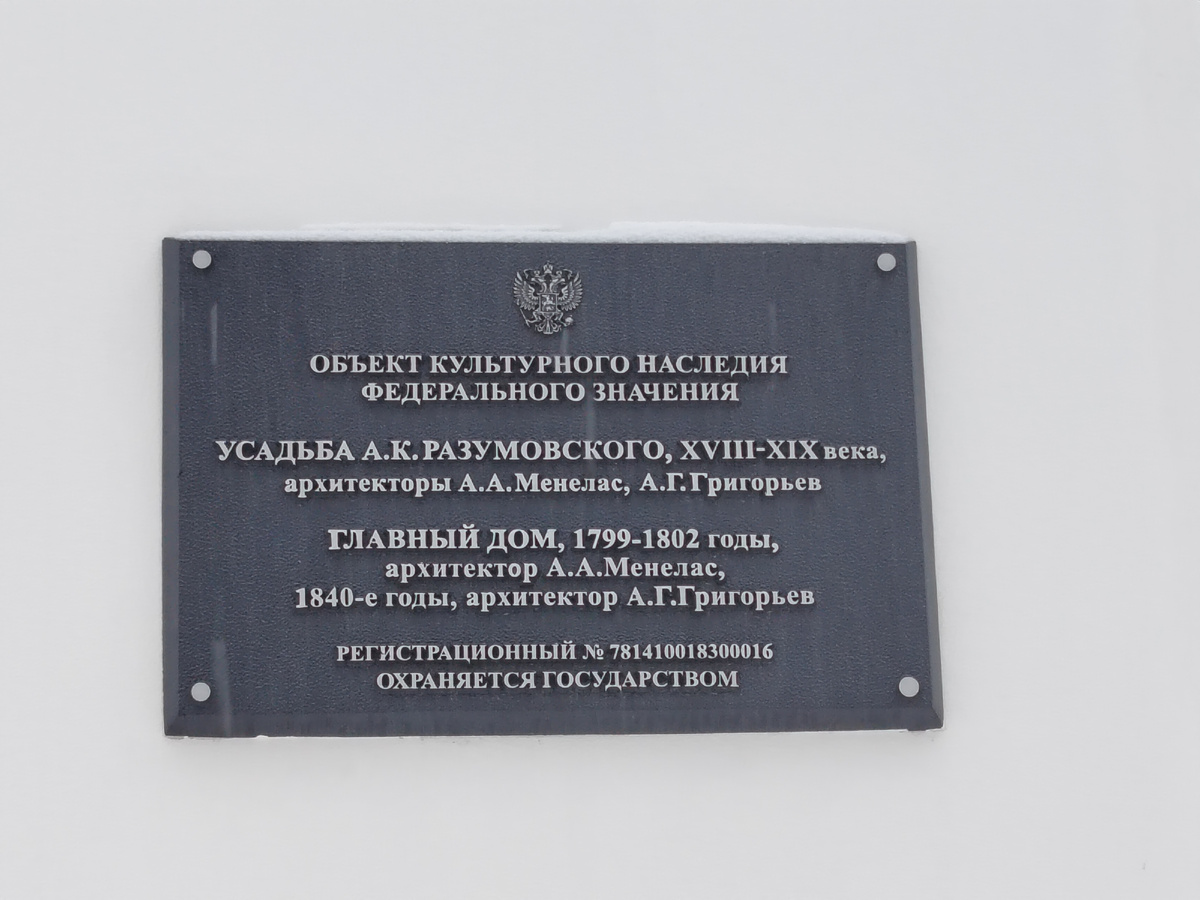 ОБЪЕКТ КУЛЬТУРНОГО НАСЛЕДИЯ
ФЕДЕРАЛЬНОГО ЗНАЧЕНИЯ
УСАДЬБА А.К. РАЗУМОВСКОГО, XVIII-XIX века,
архитекторы А.А.Менелас, А.Г.Григорьев
ГЛАВНЫЙ ДОМ, 1799-1802 годы,
архитектор А.А.Менелас,
1840-е годы, архитектор А.Г.Григорьев
РЕГИСТРАЦИОННЫЙ № 781410018300016
ОХРАНЯЕТСЯ ГОСУДАРСТВОМ